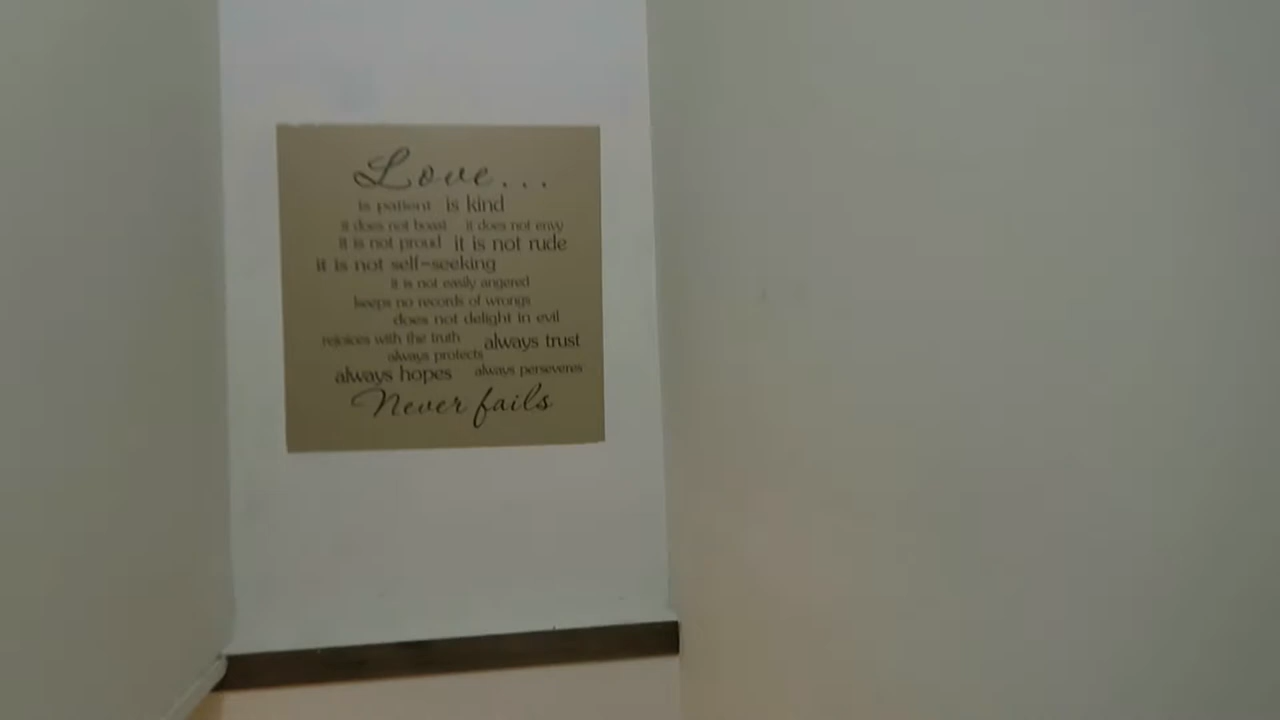 Love...
is patient is kind
it does not boast it does not envy
it is not proud it is not rude
it is not self-seeking
it is not easily angered
keeps no records of wrongs
does not delight in evil
rejoices with the truth always trust
always protects
always hopes always perseveres
Never fails